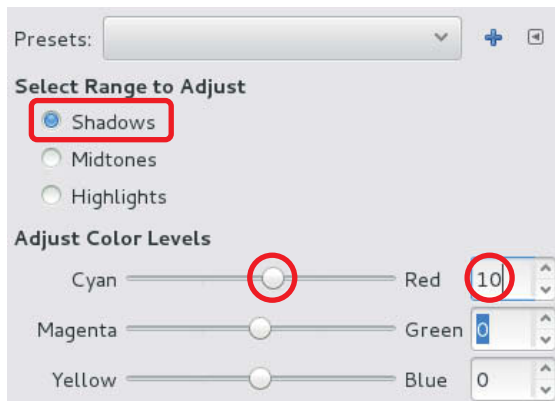 Presets:
Select Range to Adjust
Shadows
Midtones
Highlights
Adjust Color Levels
Cyan Red 10
Magenta Green 0
Yellow Blue 0